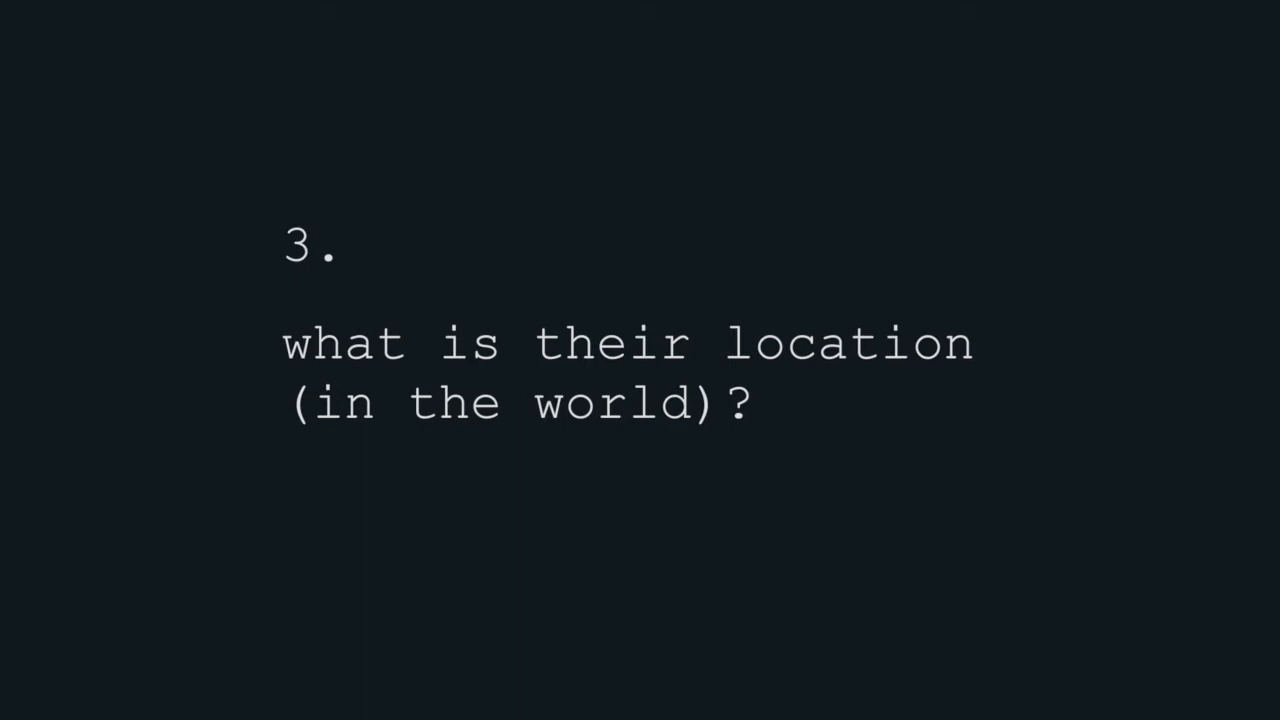 3.
what is their location
(in the world)?